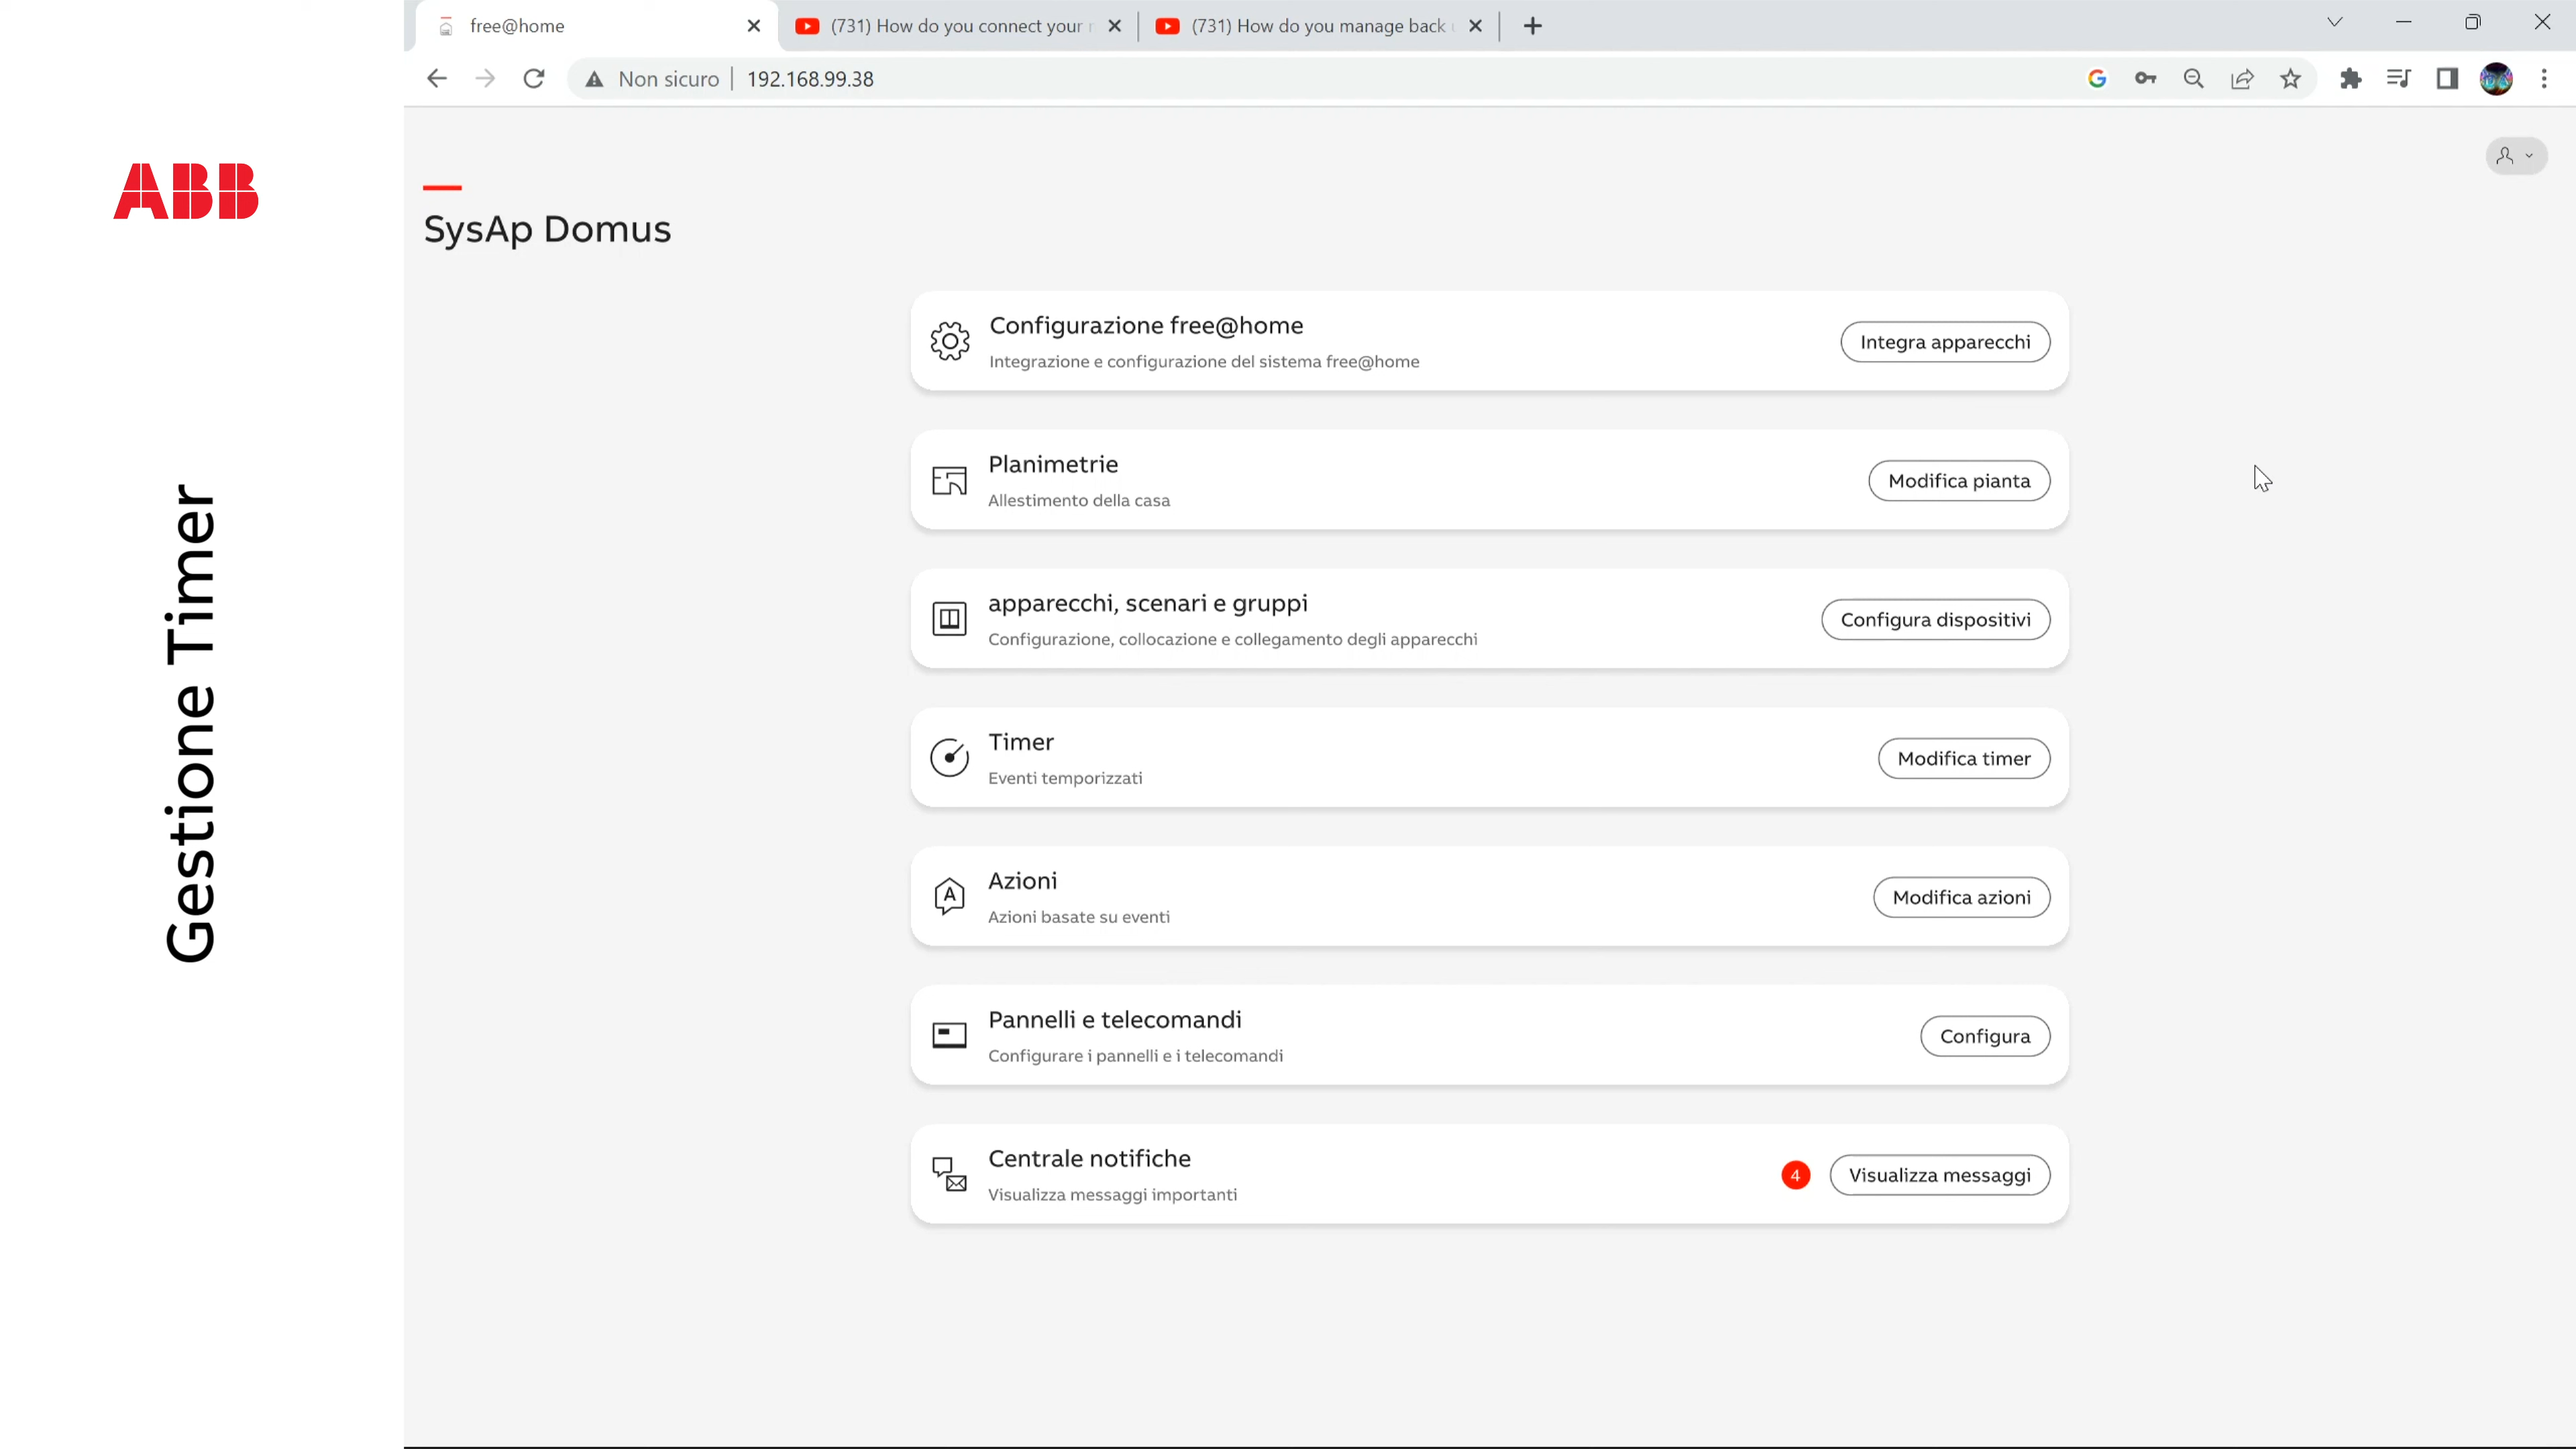 free@home
(731) How do you connect your
(731) How do you manage back
Non sicuro
192.168.99.38
ABB
Gestione Timer
SysAp Domus
Configurazione free@home
Integrazione e configurazione del sistema free@home
Integra apparecchi
Planimetrie
Allestimento della casa
Modifica pianta
apparecchi, scenari e gruppi
Configurazione, collocazione e collegamento degli apparecchi
Configura dispositivi
Timer
Eventi temporizzati
Modifica timer
A
Azioni
Azioni basate su eventi
Modifica azioni
Pannelli e telecomandi
Configurare i pannelli e i telecomandi
Configura
Centrale notifiche
Visualizza messaggi importanti
4
Visualizza messaggi